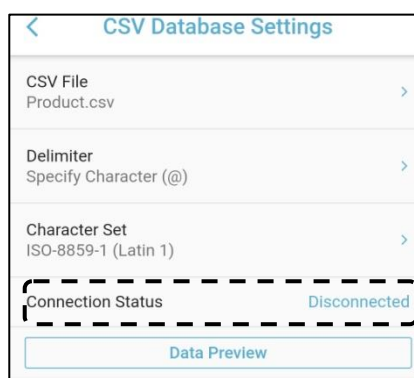 CSV Database Settings
CSV File
Product.csv
Delimiter
Specify Character (@)
Character Set
ISO-8859-1 (Latin 1)
Connection Status Disconnected
Data Preview